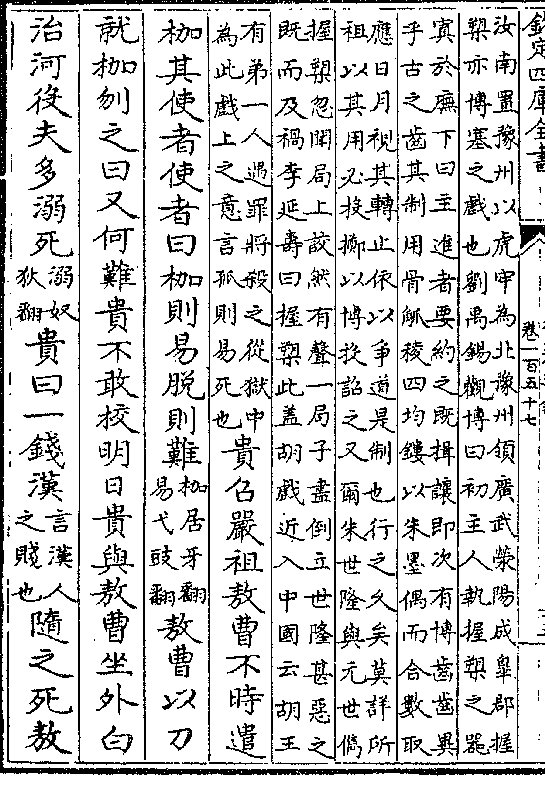 欽定四庫全書
卷一百五十七
汝南置豫州以虎牢為北豫州領廣武滎陽成臯郡握
槊亦博塞之戲也劉禹錫觀博曰初主人執握槊之器
寘於廡下曰主進者要約之既揖讓即次有博齒齒異
乎古之齒其制用骨觚稜四均鏤以朱墨偶而合數取
應日月視其轉止依以爭道是制也行之久矣莫詳所
祖以其用必投擲以博投詔之又爾朱世隆與元世儁
握槊忽聞局上詨然有聲一局子盡倒立世隆甚惡之
既而及禍李延壽曰握槊此盖胡戲近入中國云胡王
有弟一人遇罪將殺之從獄中
為此戲上之意言孤則易死也
貴召嚴祖敖曹不時遣
枷其使者使者曰枷則易脫則難
枷居牙翻
易弋豉翻
敖曹以刀
就枷刎之曰又何難貴不敢校明日貴與敖曹坐外白
治河役夫多溺死
溺奴
狄翻
貴曰一錢漢
言漢人
之賤也
隨之死敖